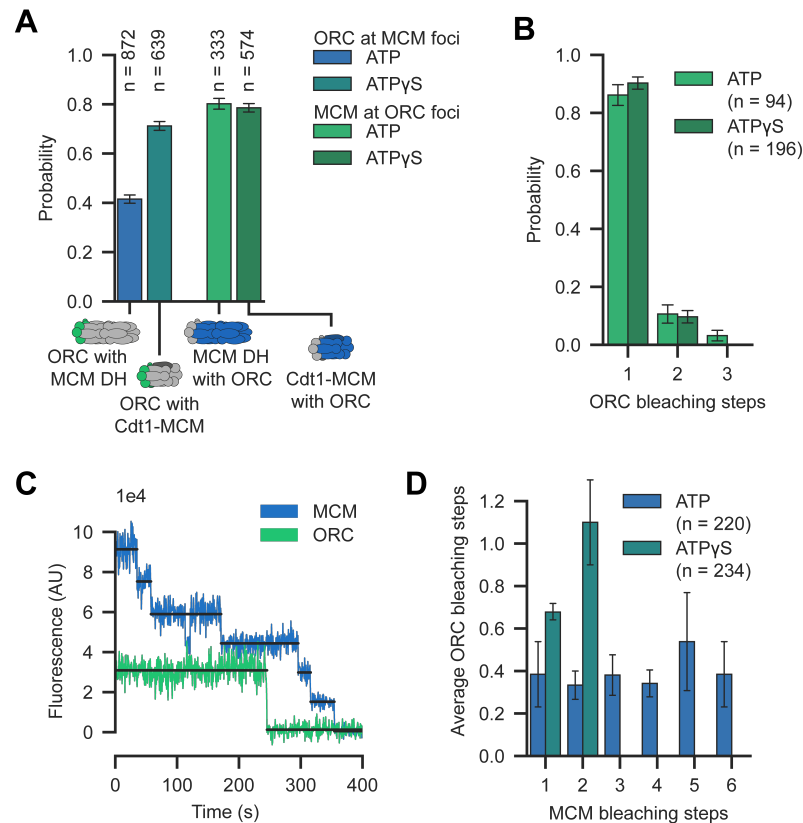 A
n = 872
n = 639
n = 333
n = 574
ORC at MCM foci
ATP
ATPγS
MCM at ORC foci
ATP
ATPγS
Probability
1.0
0.8
0.6
0.4
0.2
0.0
ORC with
MCM DH
ORC with
Cdt1-MCM
MCM DH
with ORC
Cdt1-MCM
with ORC
B
ATP
(n = 94)
ATPγS
(n = 196)
Probability
1.0
0.8
0.6
0.4
0.2
0.0
1 2 3
ORC bleaching steps
C
1e4
MCM
ORC
Fluorescence (AU)
10
8
6
4
2
0
0 100 200 300 400
Time (s)
D
ATP
(n = 220)
ATPγS
(n = 234)
Average ORC bleaching steps
1.2
1.0
0.8
0.6
0.4
0.2
0.0
1 2 3 4 5 6
MCM bleaching steps